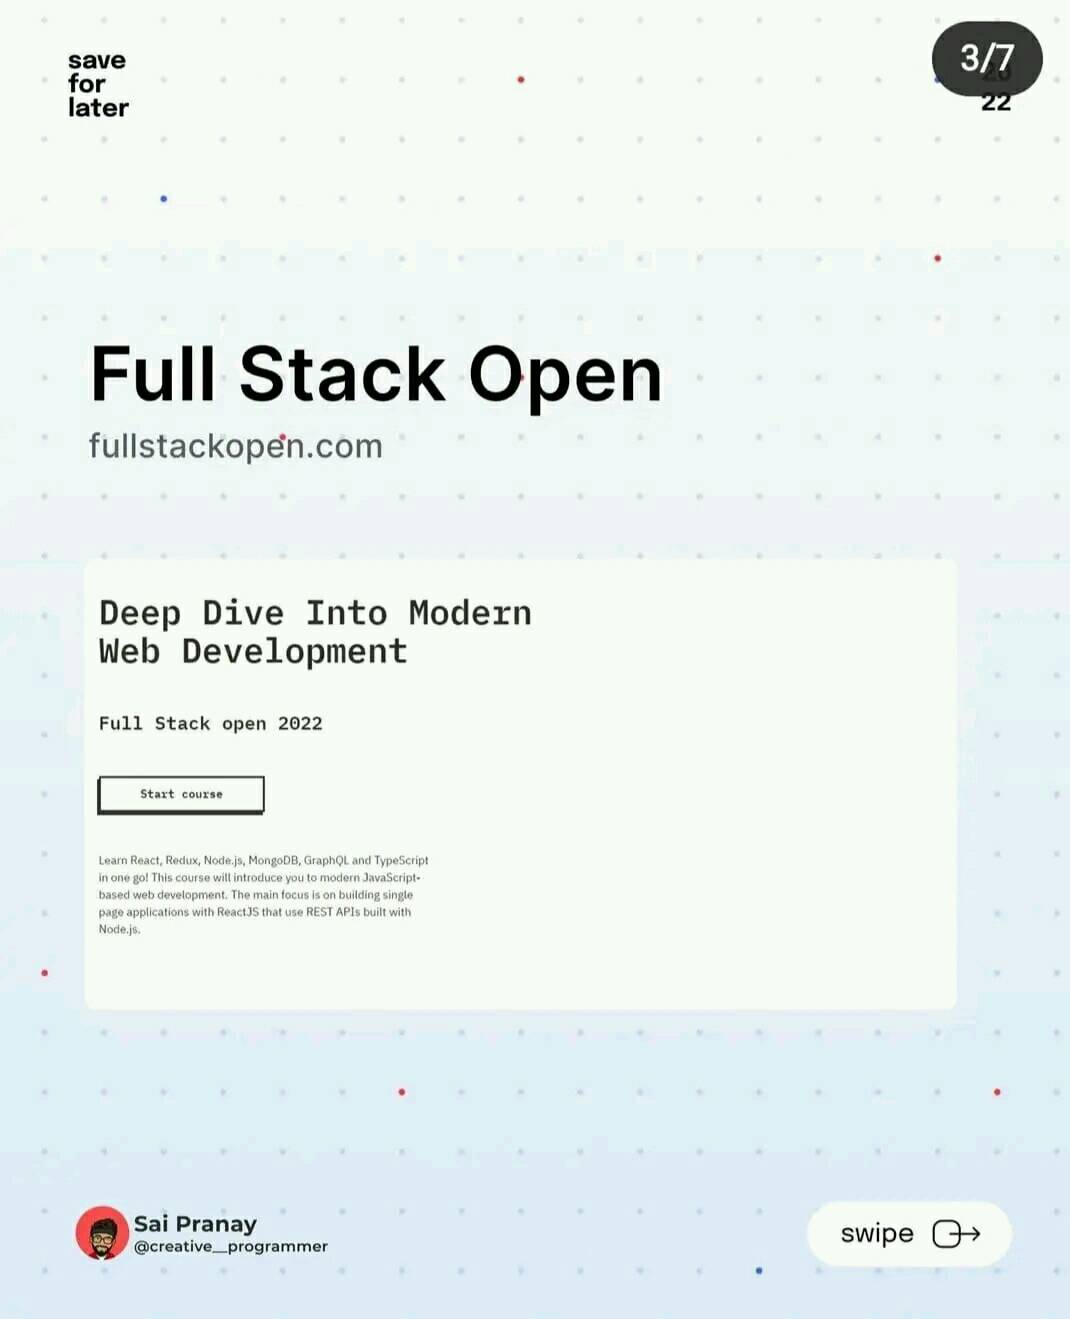 save
for
later
3/7
22
Full Stack Open
fullstackopen.com
Deep Dive Into Modern
Web Development
Full Stack open 2022
Start course
Learn React, Redux, Node.js, MongoDB, GraphQL and TypeScript
in one go! This course will introduce you to modern JavaScript-
based web development. The main focus is on building single
page applications with ReactJS that use REST APIs built with
Node.js.
Sai Pranay
@creative__programmer
swipe